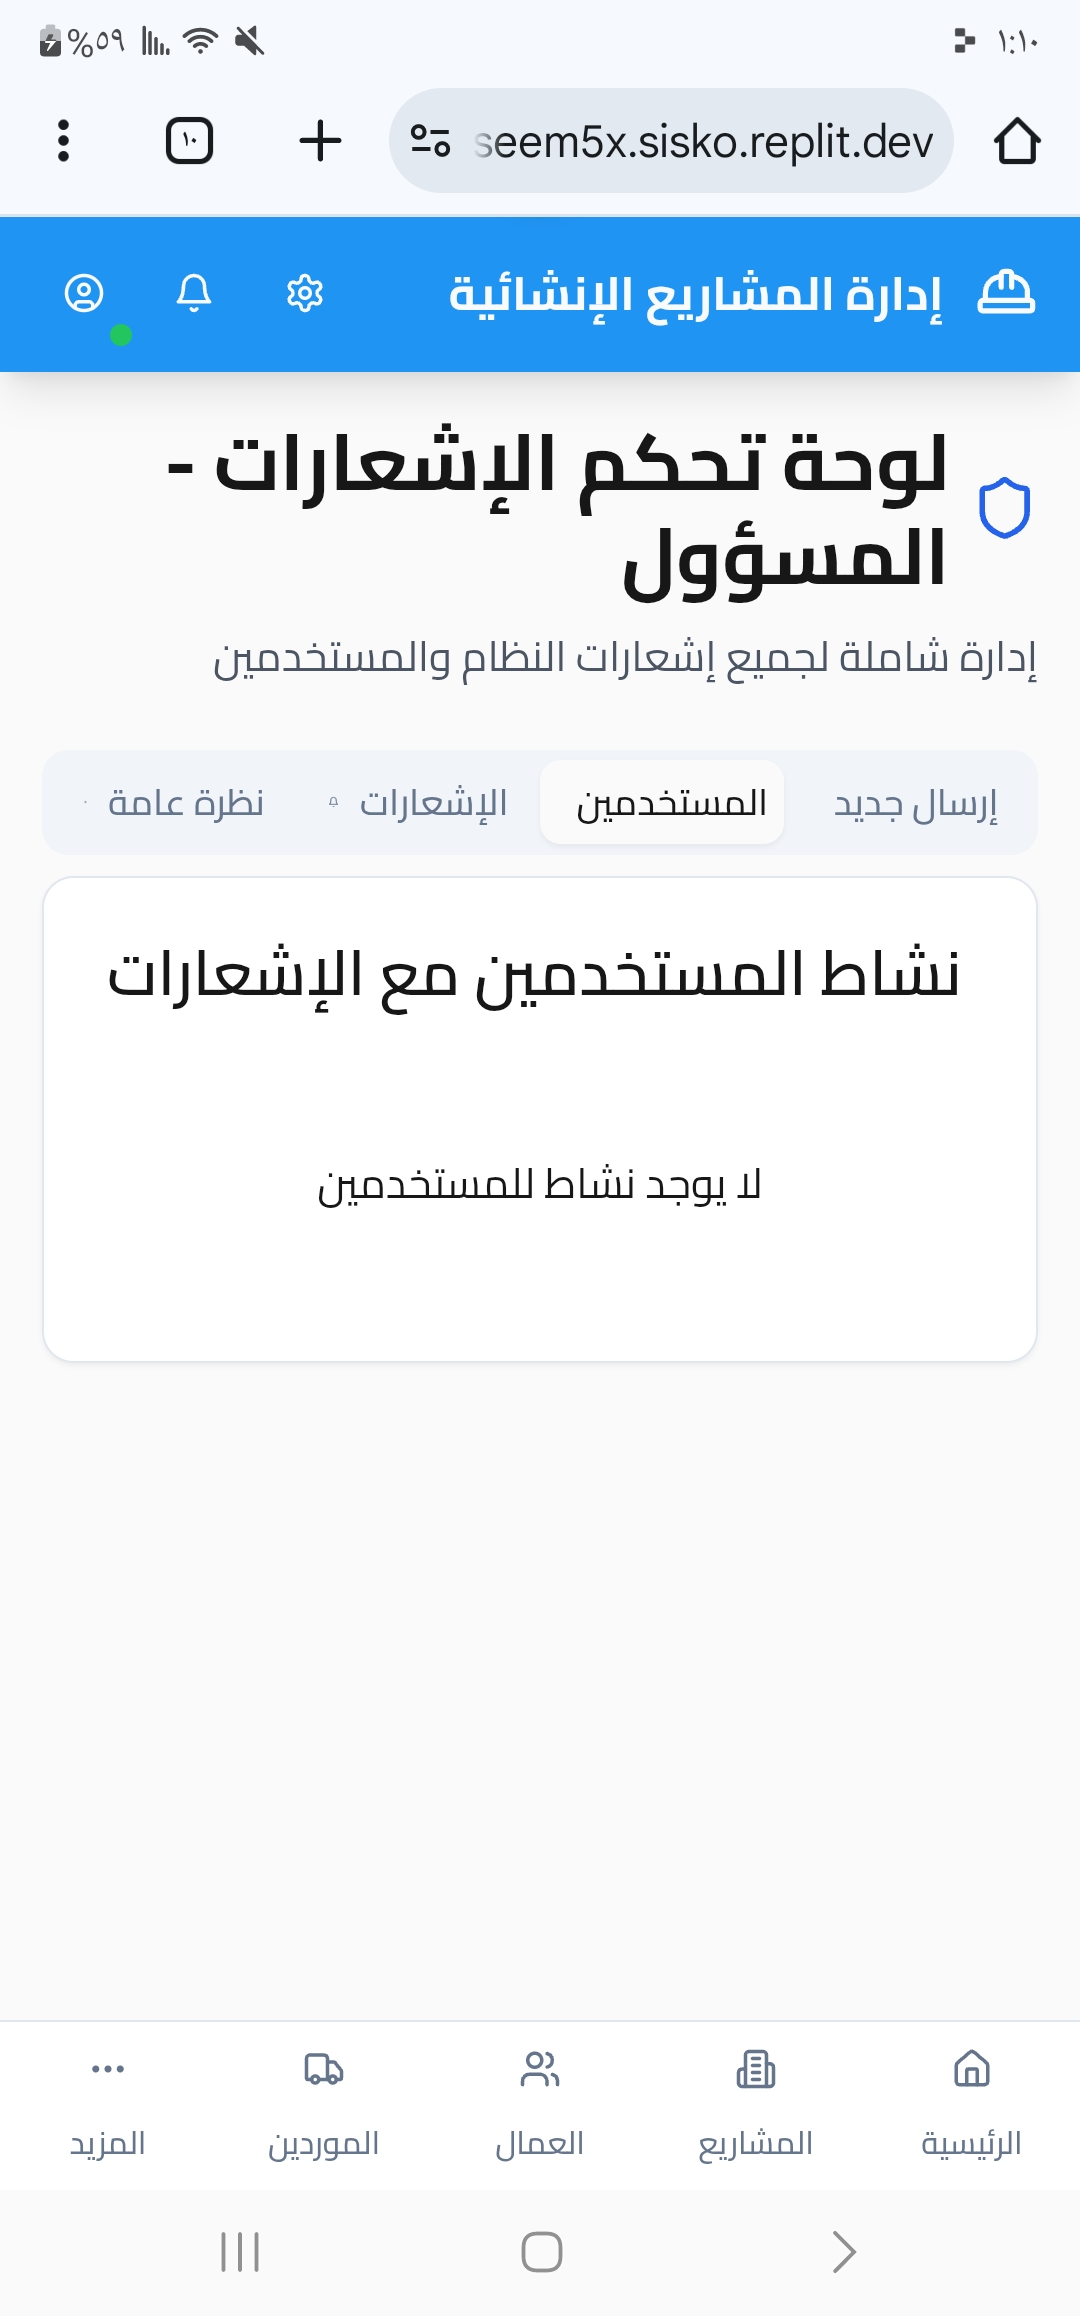 ١:١٠
%٥٩
seem5x.sisko.replit.dev
١٠
إدارة المشاريع الإنشائية
لوحة تحكم الإشعارات -
المسؤول
إدارة شاملة لجميع إشعارات النظام والمستخدمين
إرسال جديد
المستخدمين
الإشعارات
نظرة عامة
نشاط المستخدمين مع الإشعارات
لا يوجد نشاط للمستخدمين
الرئيسية
المشاريع
العمال
الموردين
المزيد